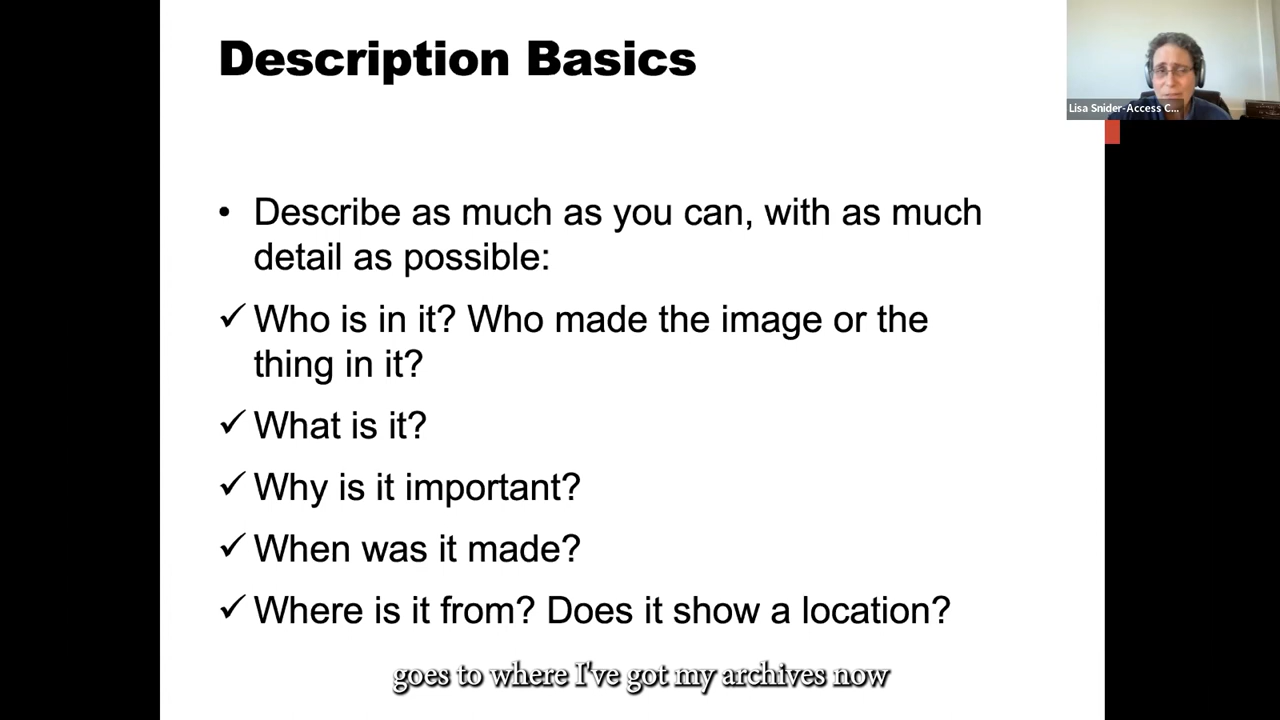 Description Basics
Lisa Snider-Access C...
• Describe as much as you can, with as much
detail as possible:
✓ Who is in it? Who made the image or the
thing in it?
✓ What is it?
✓ Why is it important?
✓ When was it made?
✓ Where is it from? Does it show a location?
goes to where I've got my archives now